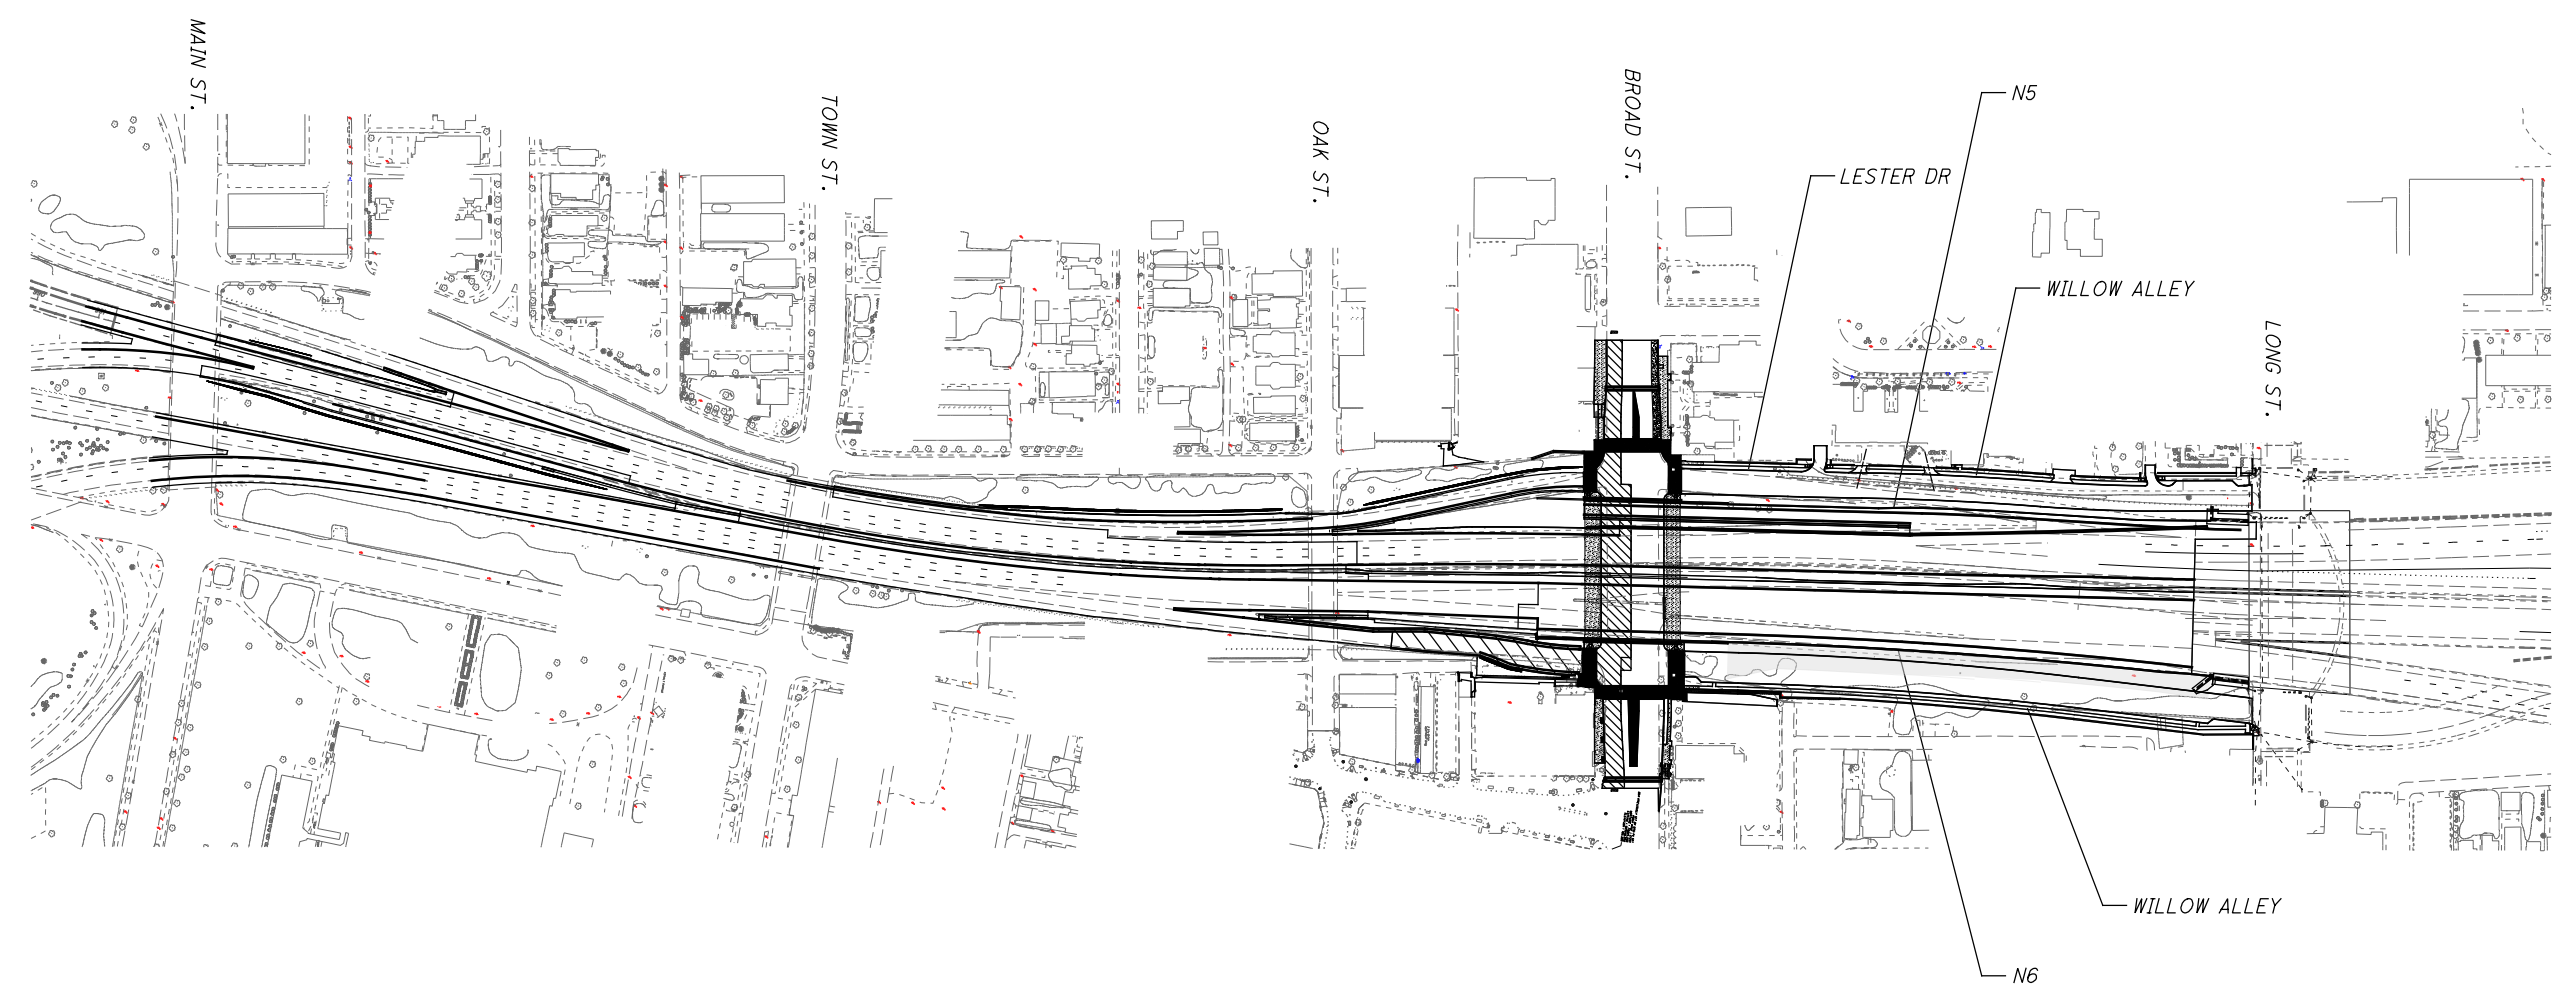 MAIN ST.
TOWN ST.
OAK ST.
BROAD ST.
N5
LESTER DR
WILLOW ALLEY
LONG ST.
WILLOW ALLEY
N6